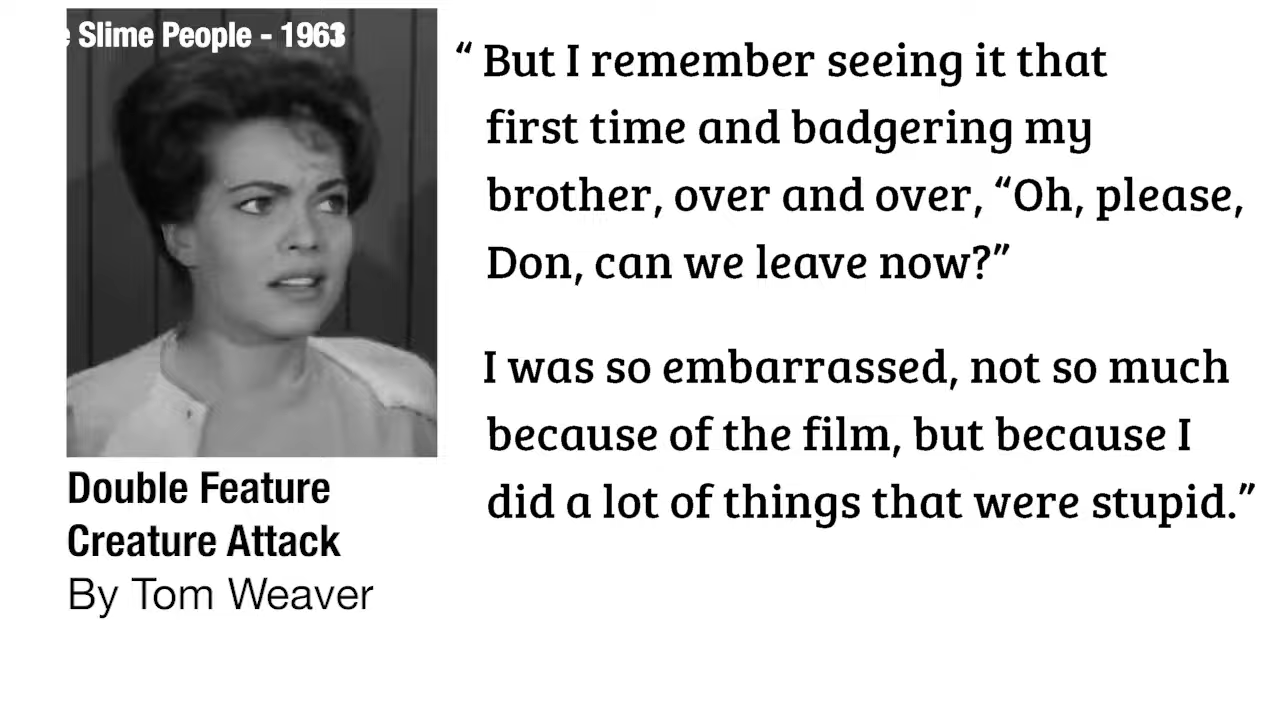 e Slime People - 1963
“ But I remember seeing it that
first time and badgering my
brother, over and over, “Oh, please,
Don, can we leave now?”
I was so embarrassed, not so much
because of the film, but because I
did a lot of things that were stupid.”
Double Feature
Creature Attack
By Tom Weaver